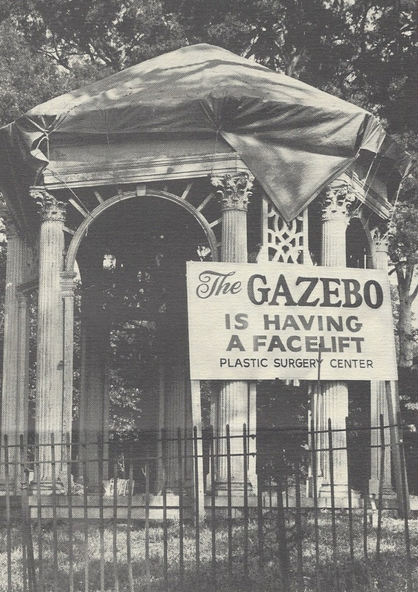 The GAZEBO
IS HAVING
A FACELIFT
PLASTIC SURGERY CENTER